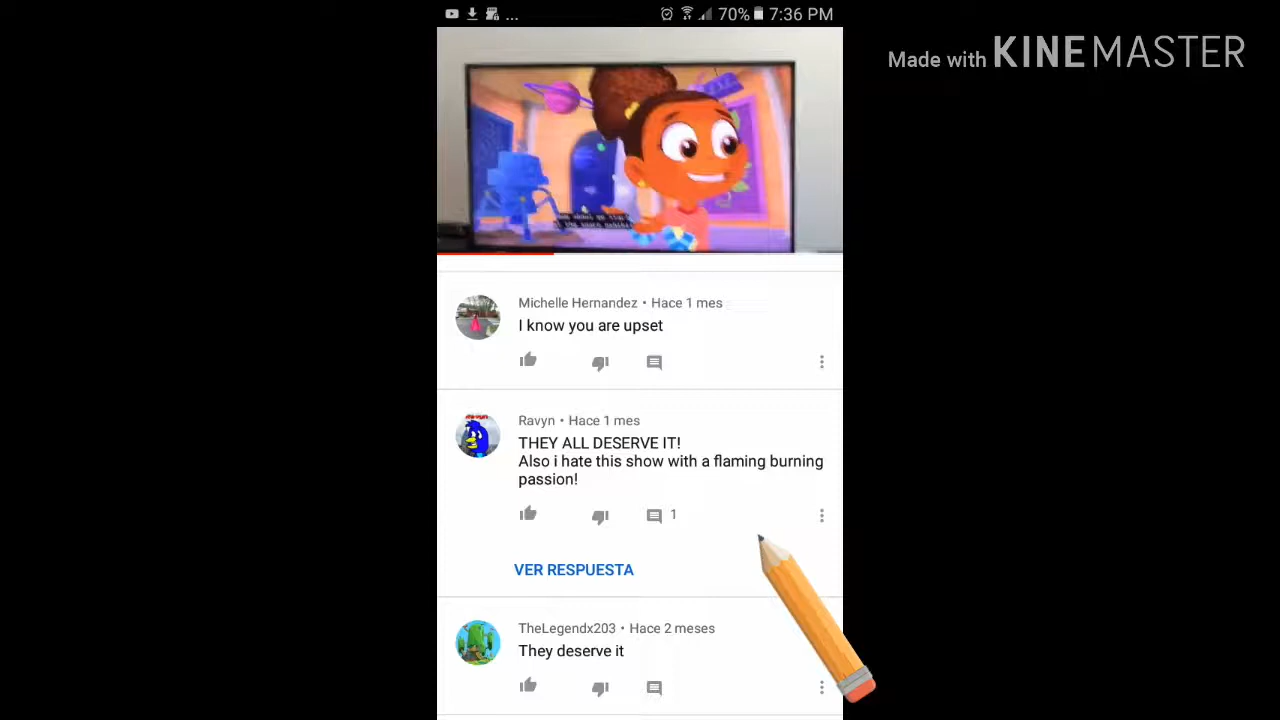 ... 70% 7:36 PM
Made with KINEMASTER
Michelle Hernandez • Hace 1 mes
I know you are upset
Ravyn • Hace 1 mes
THEY ALL DESERVE IT!
Also i hate this show with a flaming burning
passion!
1
VER RESPUESTA
TheLegendx203 • Hace 2 meses
They deserve it